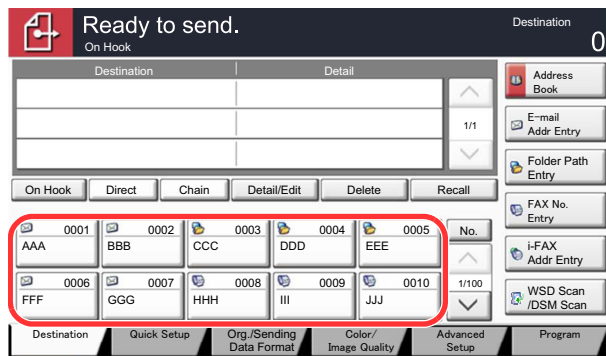 Ready to send.
On Hook
Destination
0
Destination
Detail
1/1
Address
Book
E-mail
Addr Entry
Folder Path
Entry
FAX No.
Entry
i-FAX
Addr Entry
WSD Scan
/DSM Scan
On Hook
Direct
Chain
Detail/Edit
Delete
Recall
0001
AAA
0002
BBB
0003
CCC
0004
DDD
0005
EEE
No.
0006
FFF
0007
GGG
0008
HHH
0009
III
0010
JJJ
1/100
Destination
Quick Setup
Org./Sending
Data Format
Color/
Image Quality
Advanced
Setup
Program